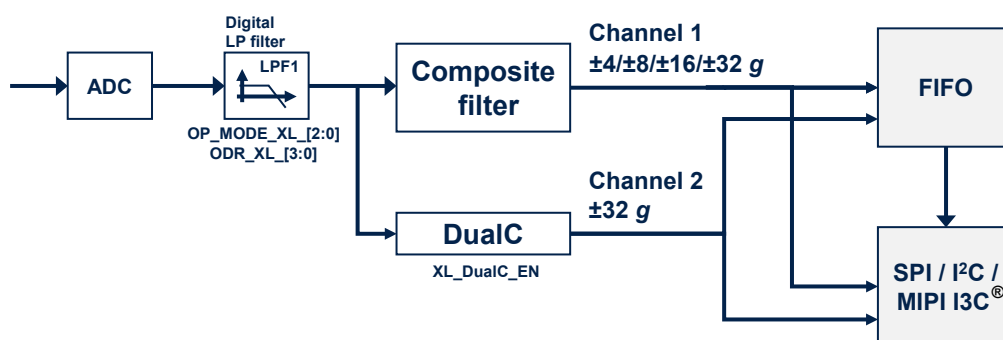 Digital
LP filter
ADC
LPF1
OP_MODE_XL_[2:0]
ODR_XL_[3:0]
Composite
filter
Channel 1
±4/±8/±16/±32 g
FIFO
Channel 2
±32 g
DualC
XL_DualC_EN
SPI / I²C /
MIPI I3C®